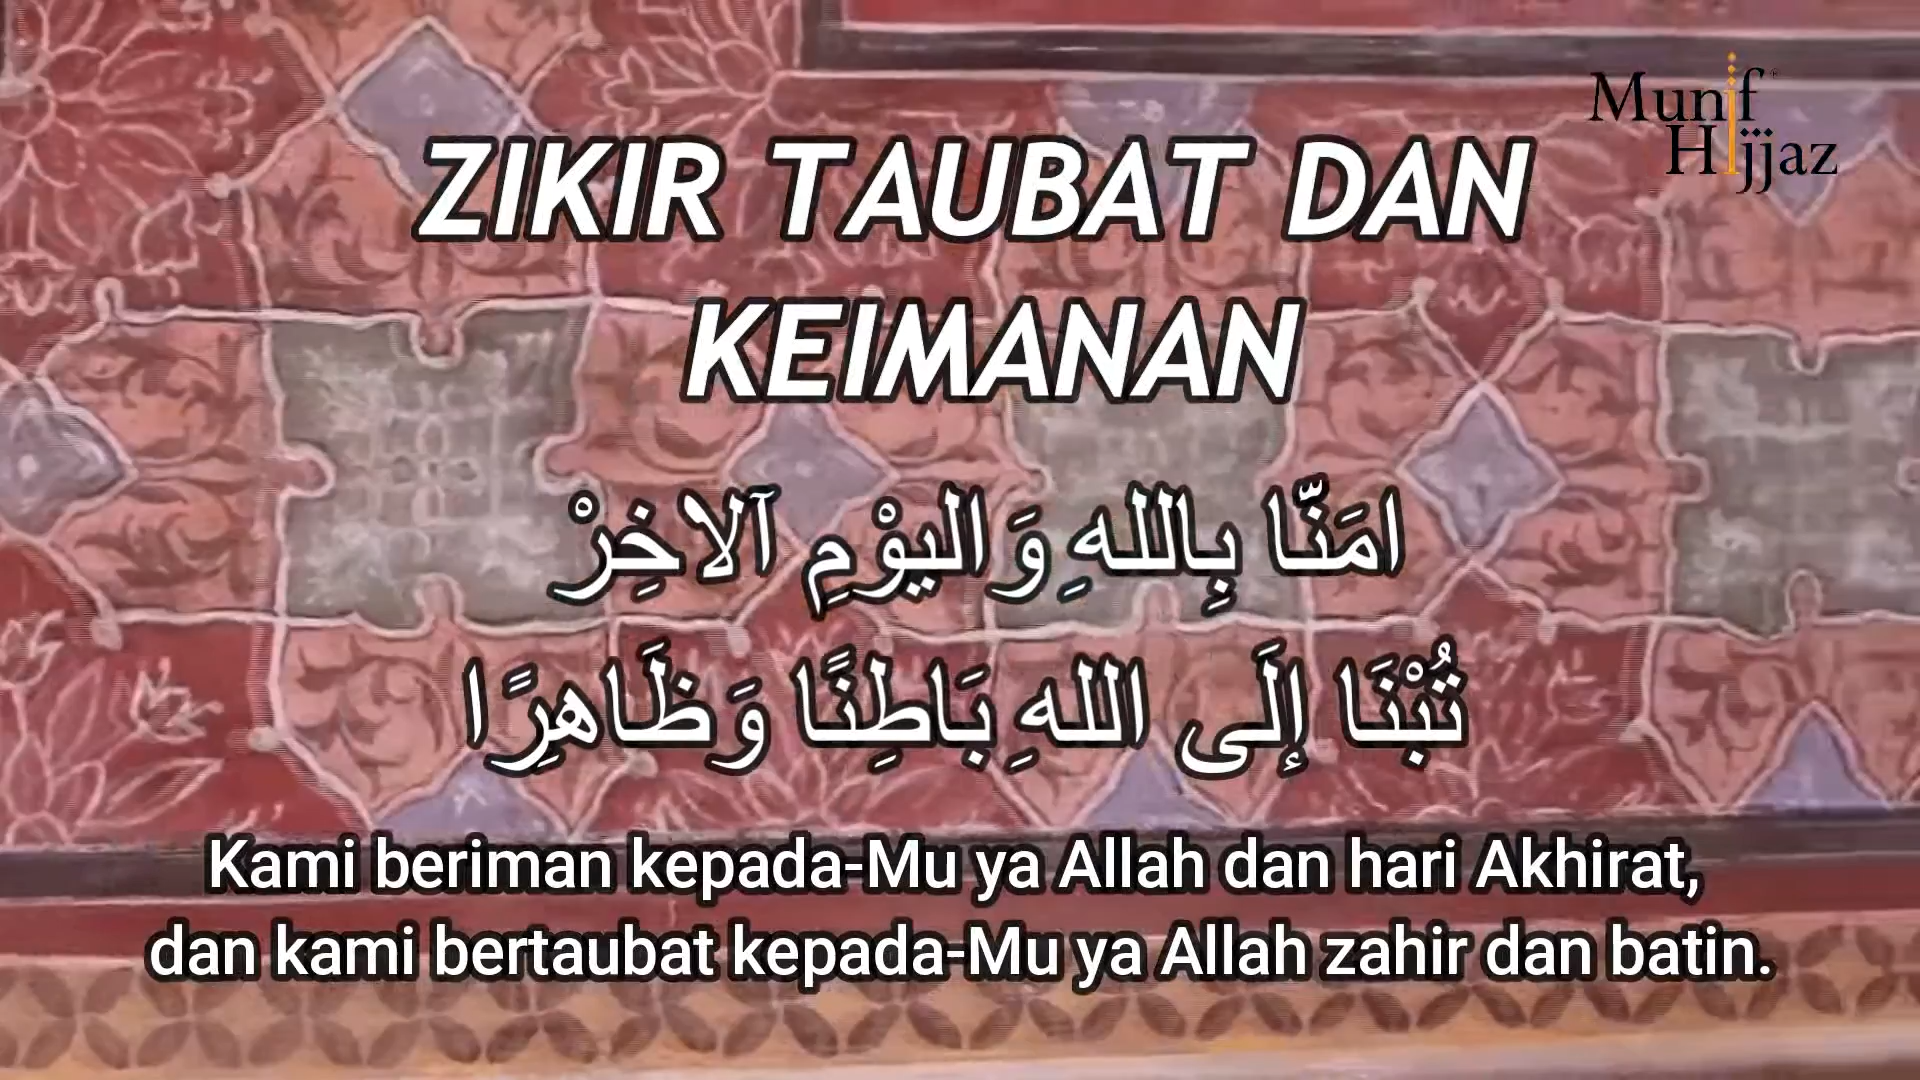 Munif
Hijjaz
ZIKIR TAUBAT DAN
KEIMANAN
امَنَّا بِاللهِ وَاليوْمِ آلاخِرْ
تُبْنَا إلَى اللهِ بَاطِنًا وَظَاهِرًا
Kami beriman kepada-Mu ya Allah dan hari Akhirat,
dan kami bertaubat kepada-Mu ya Allah zahir dan batin.